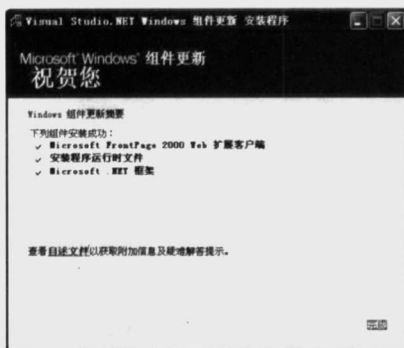 Visual Studio.NET Windows 组件更新 安装程序
Microsoft Windows 组件更新
祝贺您
Windows 组件更新摘要
下列组件安装成功：
✓ Microsoft FrontPage 2000 Web 扩展客户端
✓ 安装程序运行时文件
✓ Microsoft .NET 框架
查看自述文件以获取附加信息及疑难解答提示。